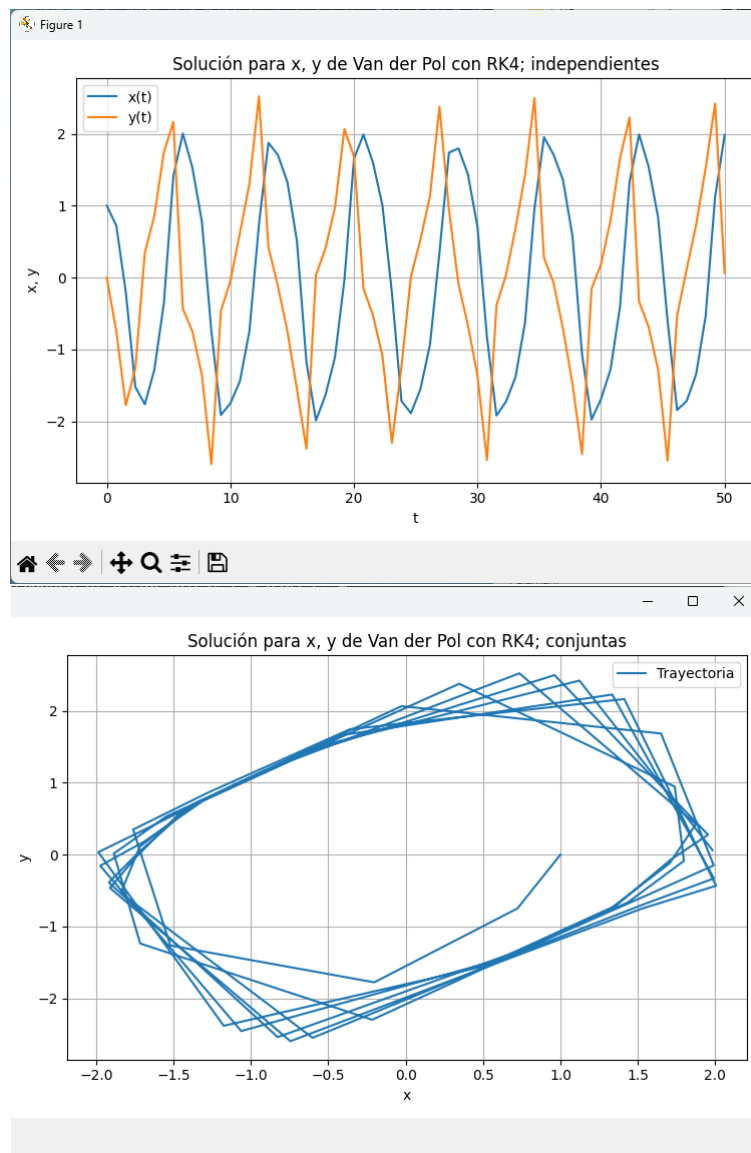 Figure 1
Solución para x, y de Van der Pol con RK4; independientes
x(t)
y(t)
2
1
0
−1
−2
x, y
0
10
20
30
40
50
t
Solución para x, y de Van der Pol con RK4; conjuntas
Trayectoria
2
1
0
−1
−2
y
−2.0
−1.5
−1.0
−0.5
0.0
0.5
1.0
1.5
2.0
x